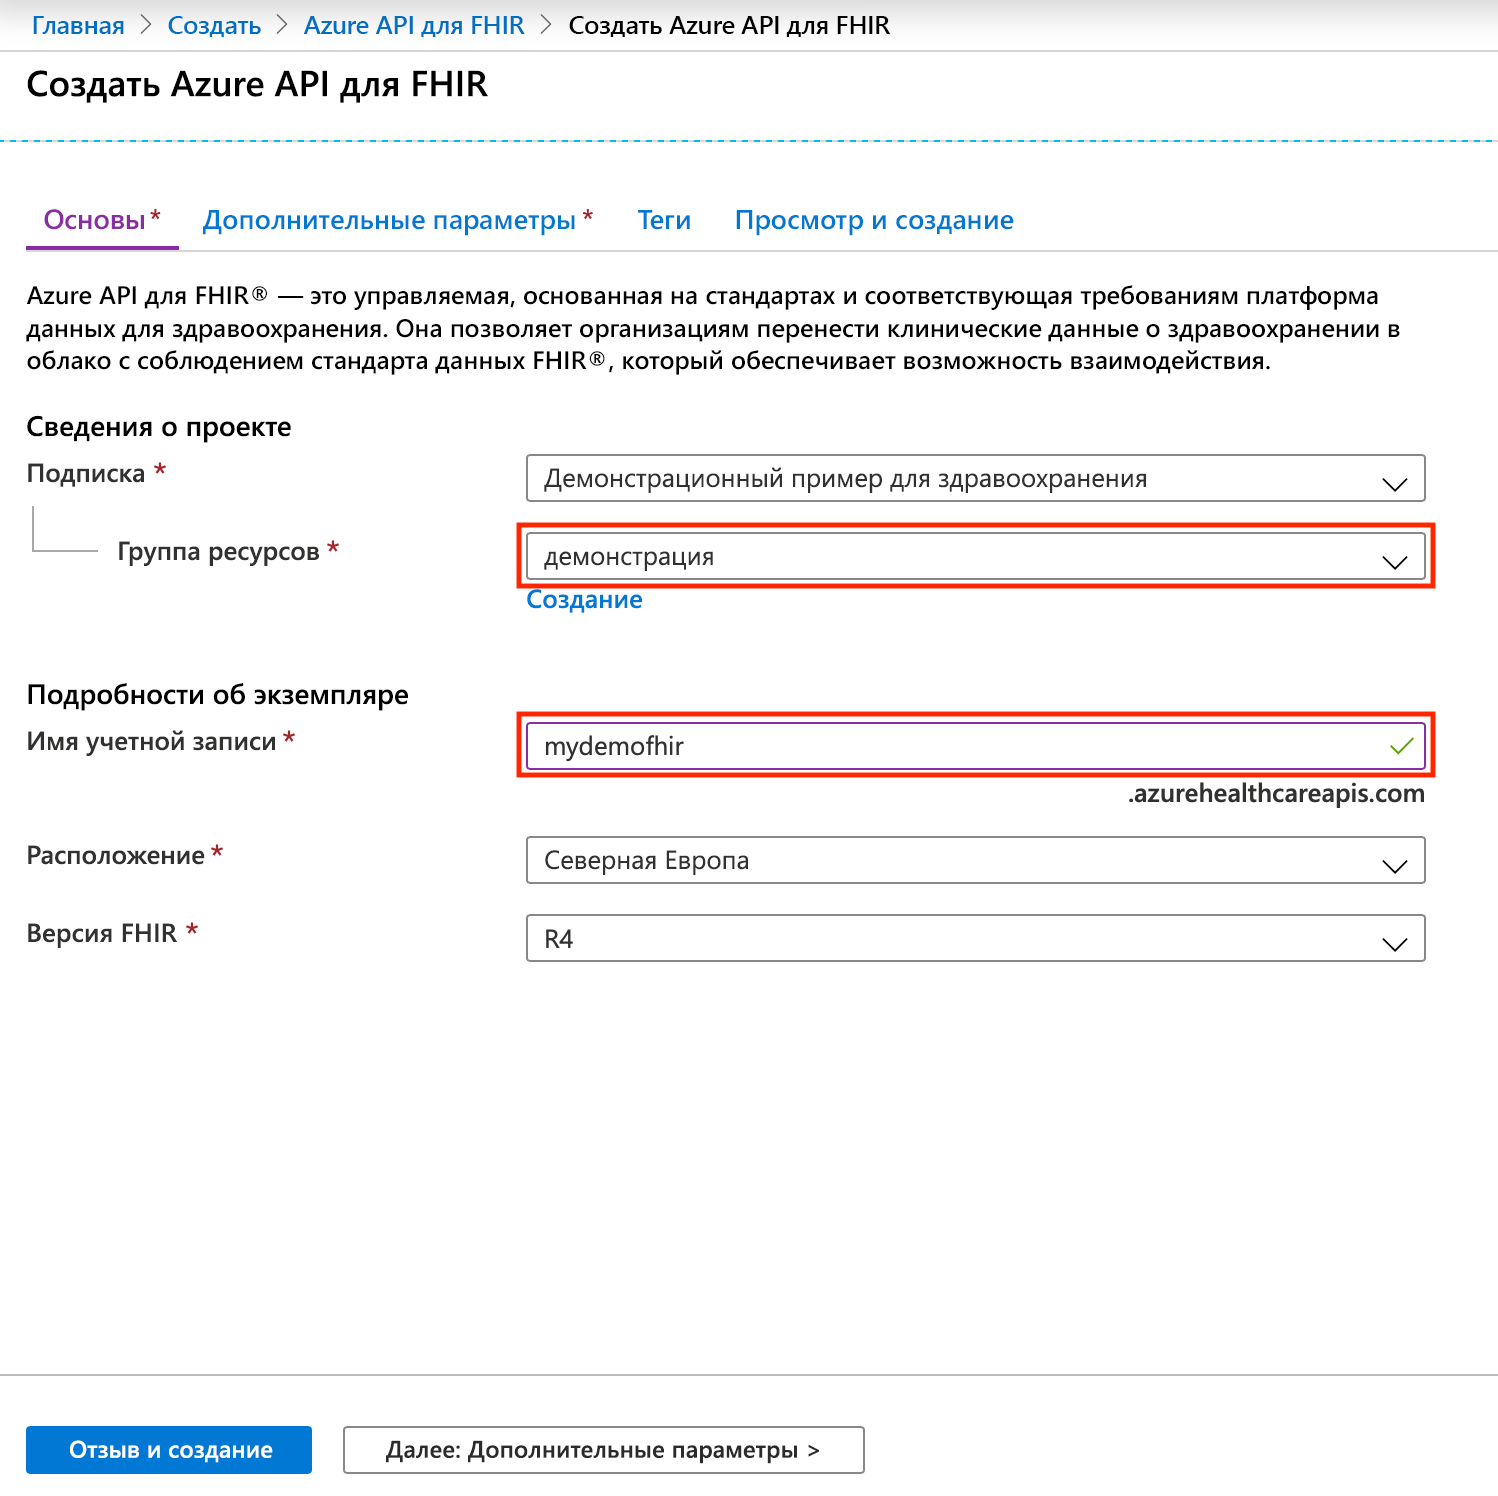 Главная > Создать > Azure API для FHIR > Создать Azure API для FHIR
Создать Azure API для FHIR
Основы * Дополнительные параметры * Теги Просмотр и создание
Azure API для FHIR® — это управляемая, основанная на стандартах и соответствующая требованиям платформа
данных для здравоохранения. Она позволяет организациям перенести клинические данные о здравоохранении в
облако с соблюдением стандарта данных FHIR®, который обеспечивает возможность взаимодействия.
Сведения о проекте
Подписка * Демонстрационный пример для здравоохранения
Группа ресурсов * демонстрация
Создание
Подробности об экземпляре
Имя учетной записи * mydemofhir
.azurehealthcareapis.com
Расположение * Северная Европа
Версия FHIR * R4
Отзыв и создание Далее: Дополнительные параметры >